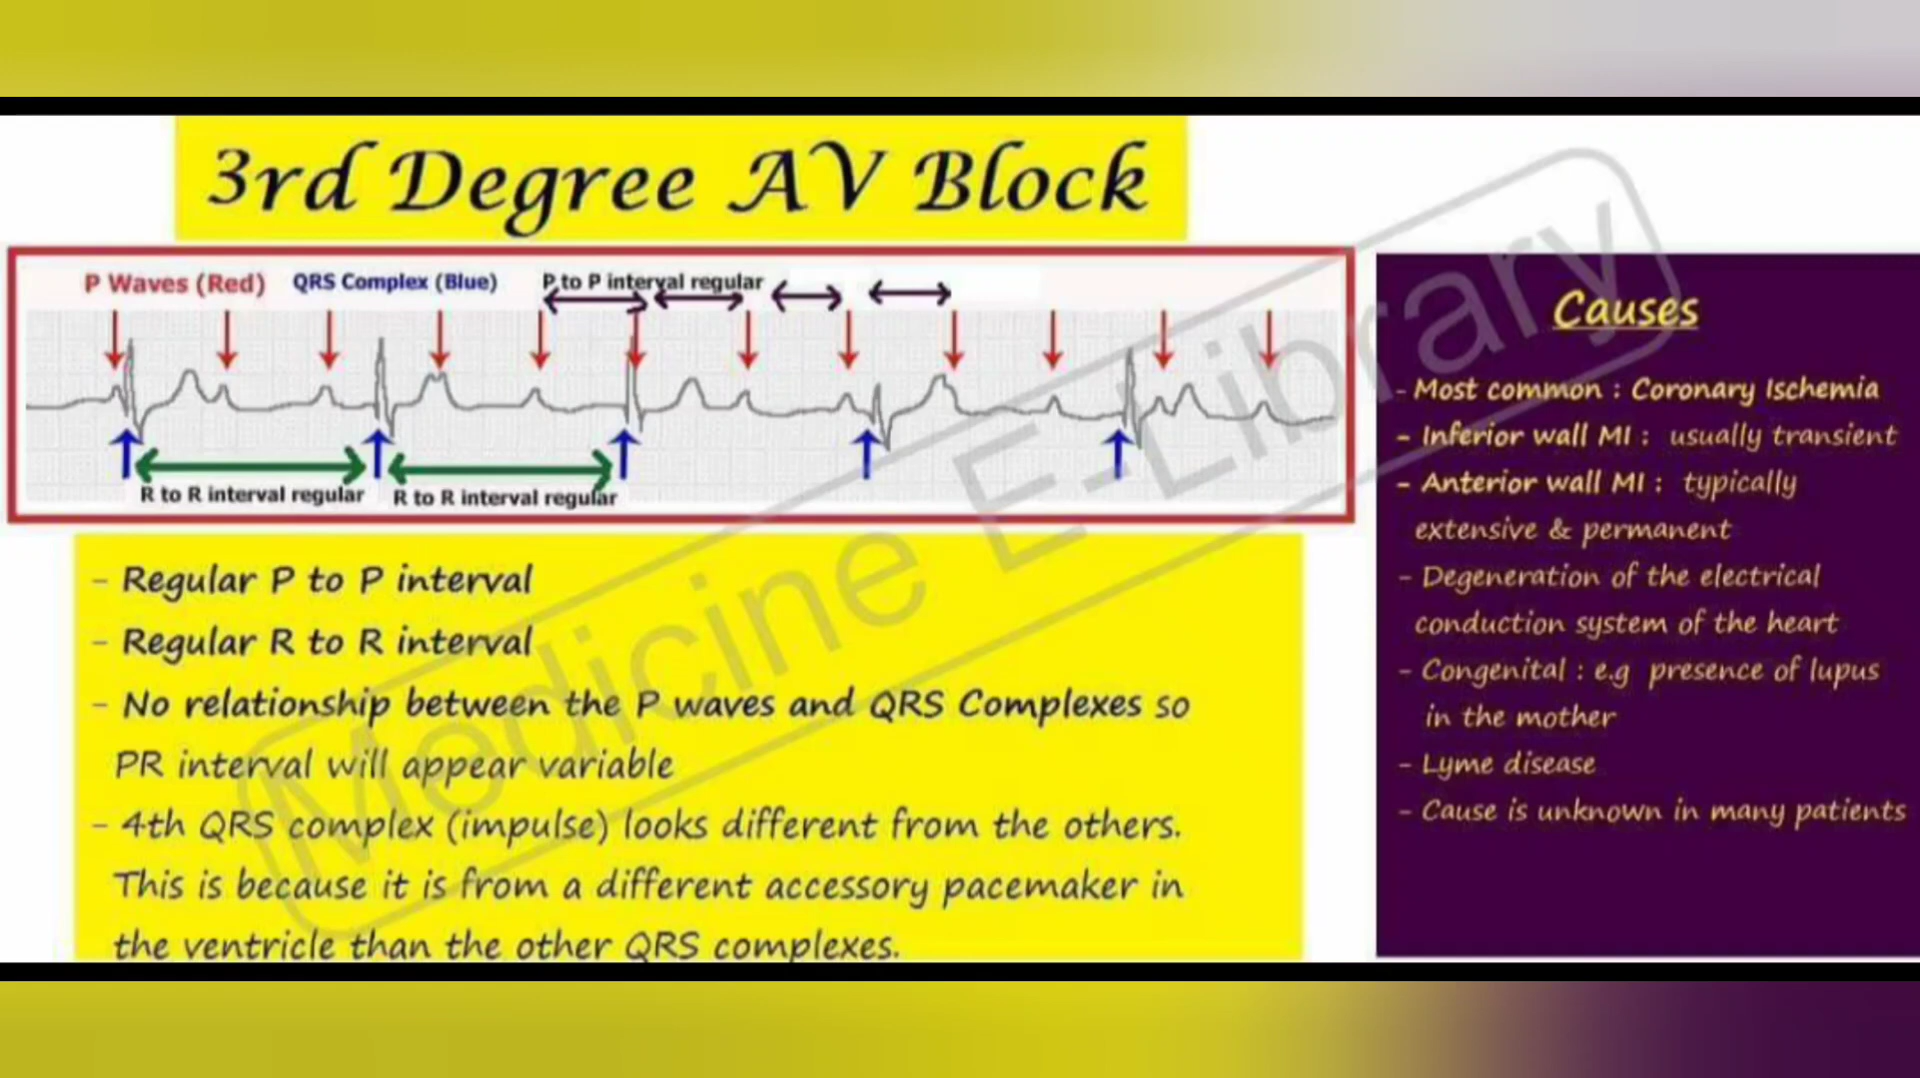 3rd Degree AV Block
P Waves (Red) QRS Complex (Blue) P to P interval regular
R to R interval regular R to R interval regular
- Regular P to P interval
- Regular R to R interval
- No relationship between the P waves and QRS Complexes so
PR interval will appear variable
- 4th QRS complex (impulse) looks different from the others.
This is because it is from a different accessory pacemaker in
the ventricle than the other QRS complexes.
Causes
- Most common : Coronary Ischemia
- Inferior wall MI : usually transient
- Anterior wall MI : typically
extensive & permanent
- Degeneration of the electrical
conduction system of the heart
- Congenital : e.g presence of lupus
in the mother
- Lyme disease
- Cause is unknown in many patients
Medicine E-Library